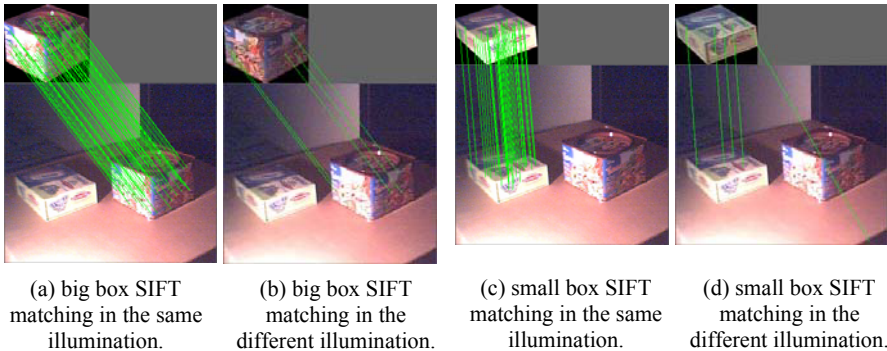 (a) big box SIFT
matching in the same
illumination.
(b) big box SIFT
matching in the
different illumination.
(c) small box SIFT
matching in the same
illumination.
(d) small box SIFT
matching in the
different illumination.